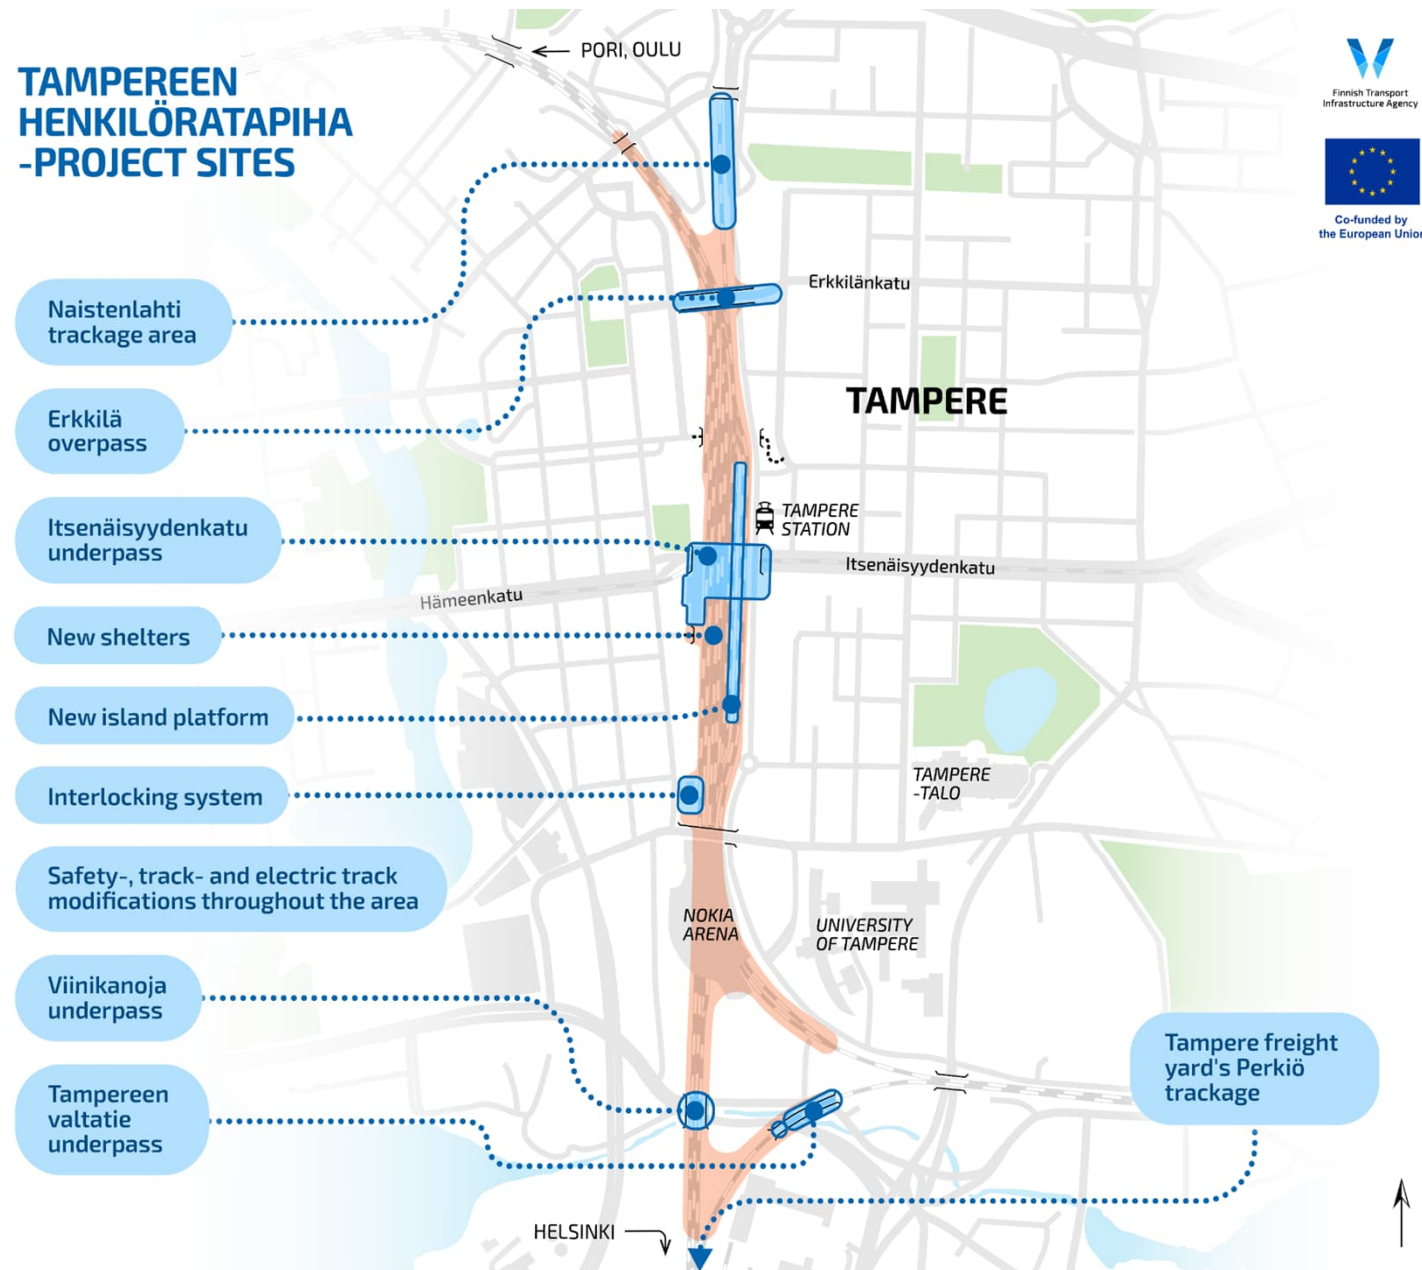 TAMPEREEN
HENKILÖRATAPIHA
-PROJECT SITES
PORI, OULU
Finnish Transport
Infrastructure Agency
Co-funded by
the European Union
Naistenlahti
trackage area
Erkkilänkatu
TAMPERE
Erkkilä
overpass
TAMPERE
STATION
Itsenäisyydenkatu
underpass
Itsenäisyydenkatu
Hämeenkatu
New shelters
New island platform
TAMPERE
-TALO
Interlocking system
Safety-, track- and electric track
modifications throughout the area
NOKIA
ARENA
UNIVERSITY
OF TAMPERE
Viinikanoja
underpass
Tampere freight
yard's Perkiö
trackage
Tampereen
valtatie
underpass
HELSINKI